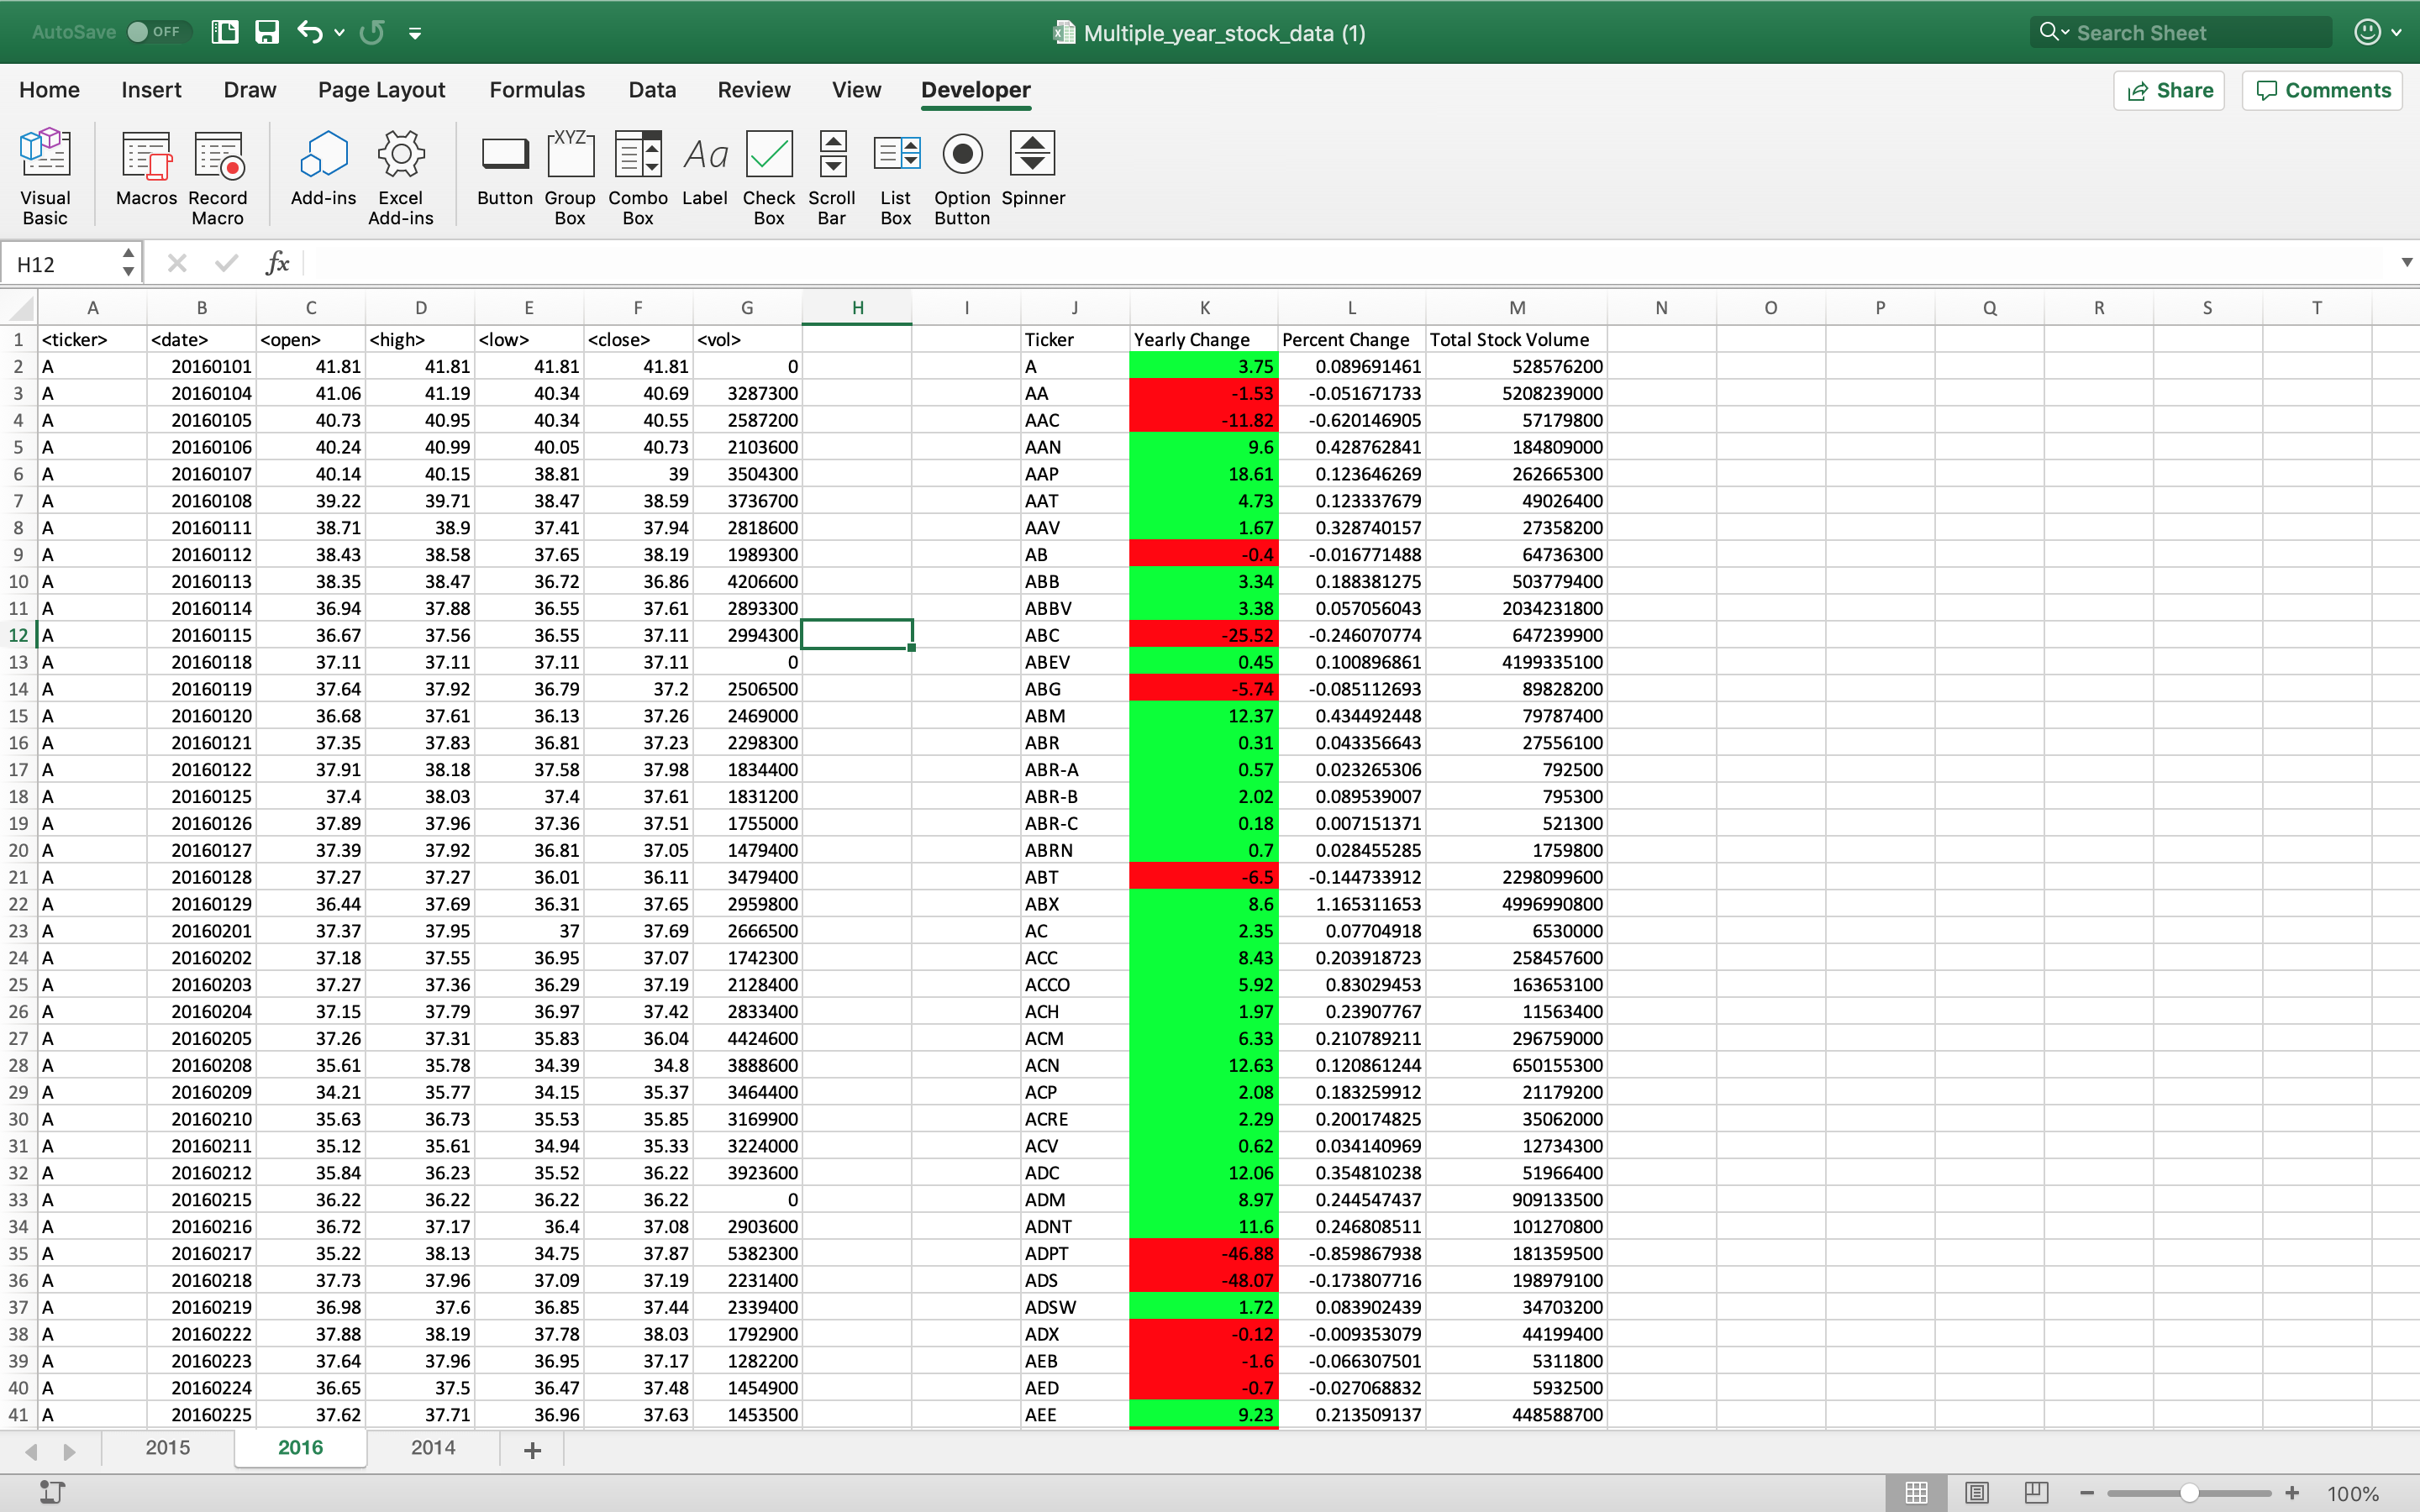 AutoSave OFF Multiple_year_stock_data (1) Search Sheet
Home Insert Draw Page Layout Formulas Data Review View Developer Share Comments
XYZ Aa
Visual Basic Macros Record Macro Add-ins Excel Add-ins Button Group Box Combo Box Label Check Box Scroll Bar List Box Option Button Spinner
H12 fx
A B C D E F G H I J K L M N O P Q R S T
1 <ticker> <date> <open> <high> <low> <close> <vol> Ticker Yearly Change Percent Change Total Stock Volume
2 A 20160101 41.81 41.81 41.81 41.81 0 A 3.75 0.089691461 528576200
3 A 20160104 41.06 41.19 40.34 40.69 3287300 AA -1.53 -0.051671733 5208239000
4 A 20160105 40.73 40.95 40.34 40.55 2587200 AAC -11.82 -0.620146905 57179800
5 A 20160106 40.24 40.99 40.05 40.73 2103600 AAN 9.6 0.428762841 184809000
6 A 20160107 40.14 40.15 38.81 39 3504300 AAP 18.61 0.123646269 262665300
7 A 20160108 39.22 39.71 38.47 38.59 3736700 AAT 4.73 0.123337679 49026400
8 A 20160111 38.71 38.9 37.41 37.94 2818600 AAV 1.67 0.328740157 27358200
9 A 20160112 38.43 38.58 37.65 38.19 1989300 AB -0.4 -0.016771488 64736300
10 A 20160113 38.35 38.47 36.72 36.86 4206600 ABB 3.34 0.188381275 503779400
11 A 20160114 36.94 37.88 36.55 37.61 2893300 ABBV 3.38 0.057056043 2034231800
12 A 20160115 36.67 37.56 36.55 37.11 2994300 ABC -25.52 -0.246070774 647239900
13 A 20160118 37.11 37.11 37.11 37.11 0 ABEV 0.45 0.100896861 4199335100
14 A 20160119 37.64 37.92 36.79 37.2 2506500 ABG -5.74 -0.085112693 89828200
15 A 20160120 36.68 37.61 36.13 37.26 2469000 ABM 12.37 0.434492448 79787400
16 A 20160121 37.35 37.83 36.81 37.23 2298300 ABR 0.31 0.043356643 27556100
17 A 20160122 37.91 38.18 37.58 37.98 1834400 ABR-A 0.57 0.023265306 792500
18 A 20160125 37.4 38.03 37.4 37.61 1831200 ABR-B 2.02 0.089539007 795300
19 A 20160126 37.89 37.96 37.36 37.51 1755000 ABR-C 0.18 0.007151371 521300
20 A 20160127 37.39 37.92 36.81 37.05 1479400 ABRN 0.7 0.028455285 1759800
21 A 20160128 37.27 37.27 36.01 36.11 3479400 ABT -6.5 -0.144733912 2298099600
22 A 20160129 36.44 37.69 36.31 37.65 2959800 ABX 8.6 1.165311653 4996990800
23 A 20160201 37.37 37.95 37 37.69 2666500 AC 2.35 0.07704918 6530000
24 A 20160202 37.18 37.55 36.95 37.07 1742300 ACC 8.43 0.203918723 258457600
25 A 20160203 37.27 37.36 36.29 37.19 2128400 ACCO 5.92 0.83029453 163653100
26 A 20160204 37.15 37.79 36.97 37.42 2833400 ACH 1.97 0.23907767 11563400
27 A 20160205 37.26 37.31 35.83 36.04 4424600 ACM 6.33 0.210789211 296759000
28 A 20160208 35.61 35.78 34.39 34.8 3888600 ACN 12.63 0.120861244 650155300
29 A 20160209 34.21 35.77 34.15 35.37 3464400 ACP 2.08 0.183259912 21179200
30 A 20160210 35.63 36.73 35.53 35.85 3169900 ACRE 2.29 0.200174825 35062000
31 A 20160211 35.12 35.61 34.94 35.33 3224000 ACV 0.62 0.034140969 12734300
32 A 20160212 35.84 36.23 35.52 36.22 3923600 ADC 12.06 0.354810238 51966400
33 A 20160215 36.22 36.22 36.22 36.22 0 ADM 8.97 0.244547437 909133500
34 A 20160216 36.72 37.17 36.4 37.08 2903600 ADNT 11.6 0.246808511 101270800
35 A 20160217 35.22 38.13 34.75 37.87 5382300 ADPT -46.88 -0.859867938 181359500
36 A 20160218 37.73 37.96 37.09 37.19 2231400 ADS -48.07 -0.173807716 198979100
37 A 20160219 36.98 37.6 36.85 37.44 2339400 ADSW 1.72 0.083902439 34703200
38 A 20160222 37.88 38.19 37.78 38.03 1792900 ADX -0.12 -0.009353079 44199400
39 A 20160223 37.64 37.96 36.95 37.17 1282200 AEB -1.6 -0.066307501 5311800
40 A 20160224 36.65 37.5 36.47 37.48 1454900 AED -0.7 -0.027068832 5932500
41 A 20160225 37.62 37.71 36.96 37.63 1453500 AEE 9.23 0.213509137 448588700
2015 2016 2014 +
100%